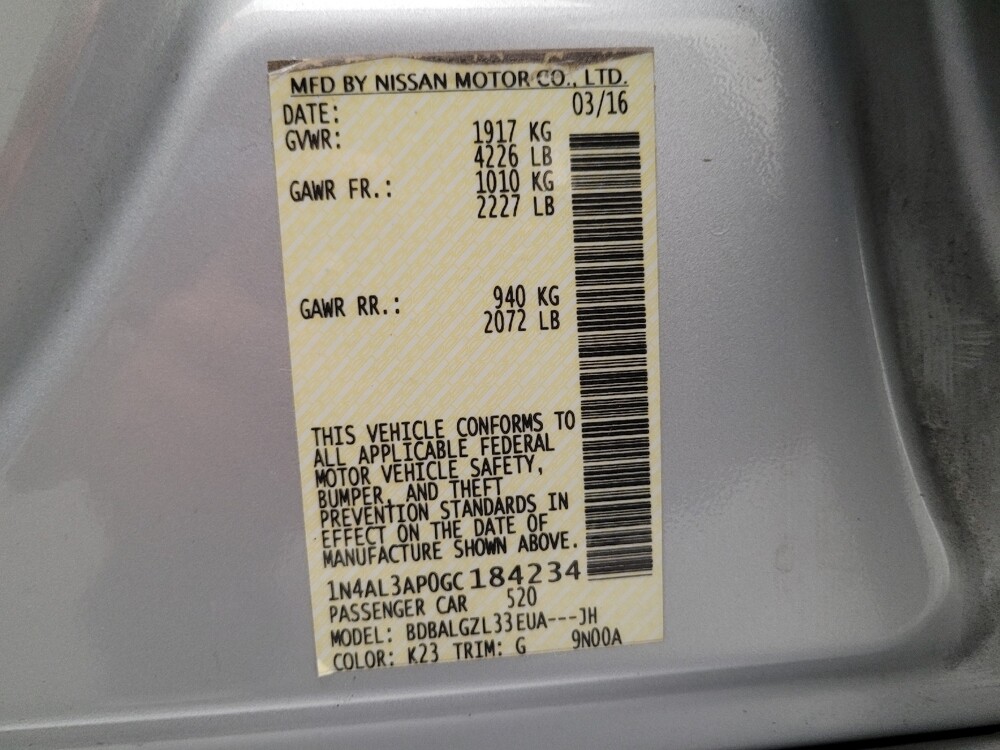 MFD BY NISSAN MOTOR CO., LTD.
DATE: 03/16
GVWR: 1917 KG
4226 LB
GAWR FR.: 1010 KG
2227 LB
GAWR RR.: 940 KG
2072 LB
THIS VEHICLE CONFORMS TO
ALL APPLICABLE FEDERAL
MOTOR VEHICLE SAFETY,
BUMPER, AND THEFT
PREVENTION STANDARDS IN
EFFECT ON THE DATE OF
MANUFACTURE SHOWN ABOVE.
1N4AL3AP0GC184234
PASSENGER CAR 520
MODEL: BDBALGZL33EUA---JH
COLOR: K23 TRIM: G 9N00A